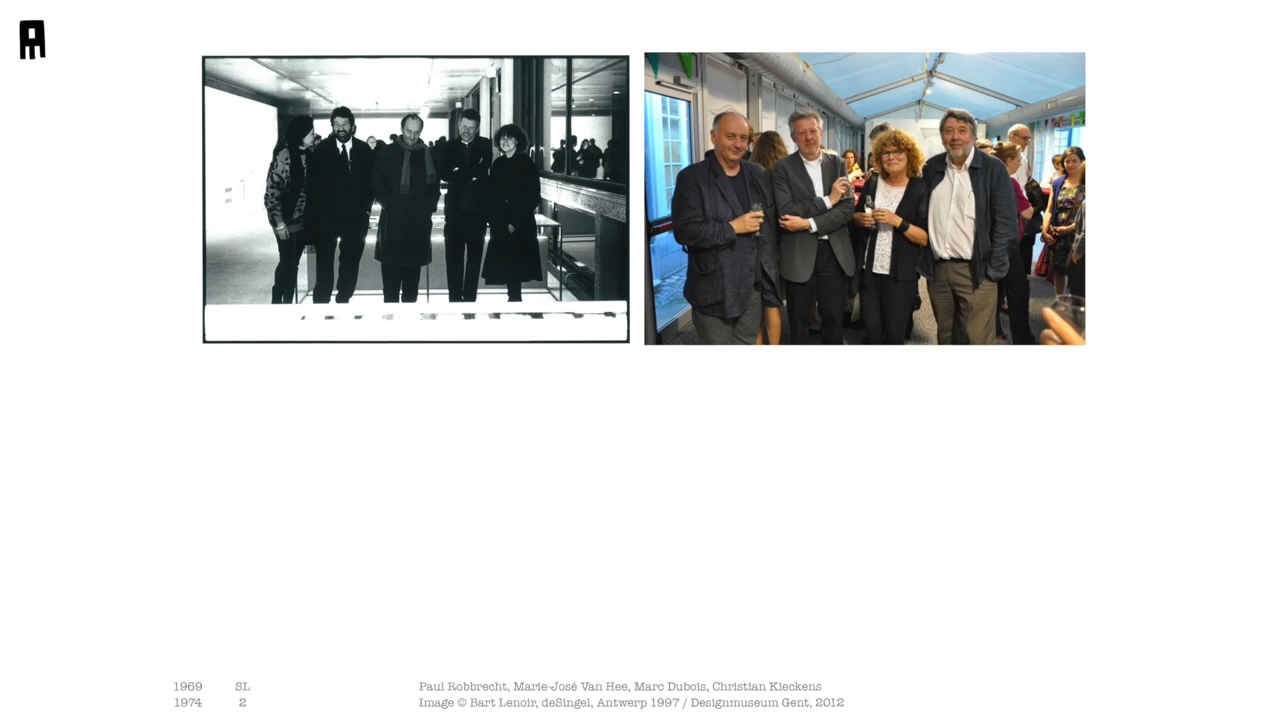 1969 SL Paul Robbrecht, Marie-José Van Hee, Marc Dubois, Christian Kieckens
1974 2 Image © Bart Lenoir, deSingel, Antwerp 1997 / Designmuseum Gent, 2012